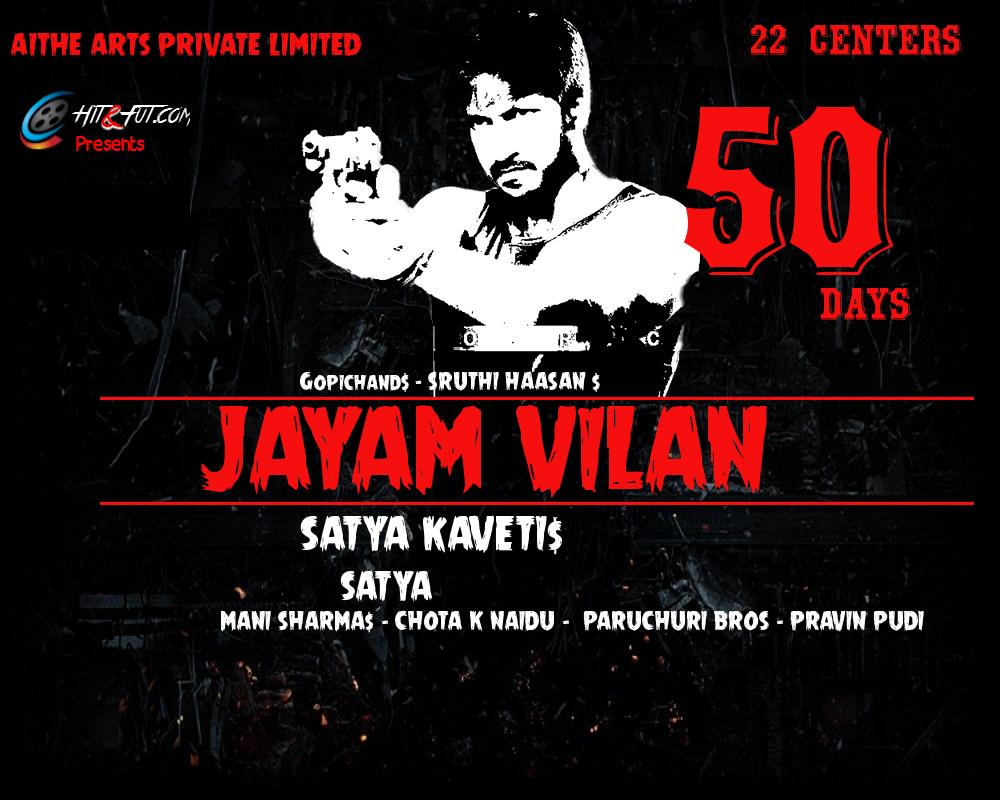 AITHE ARTS PRIVATE LIMITED
22 CENTERS
HIT&FUT.COM
Presents
50
DAYS
GOPICHAND$ - SRUTHI HAASAN $
JAYAM VILAN
SATYA KAVETI$
SATYA
MANI SHARMA$ - CHOTA K NAIDU - PARUCHURI BROS - PRAVIN PUDI